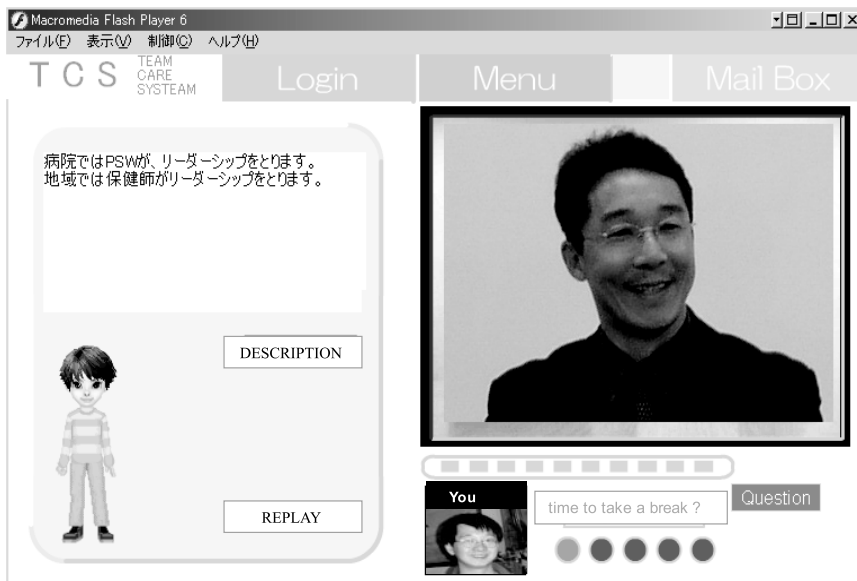 Macromedia Flash Player 6
ファイル(F) 表示(V) 制御(C) ヘルプ(H)
TCS
TEAM
CARE
SYSTEAM
Login
Menu
Mail Box
病院ではPSWが、リーダーシップをとります。
地域では保健師がリーダーシップをとます。
DESCRIPTION
REPLAY
You
time to take a break ?
Question